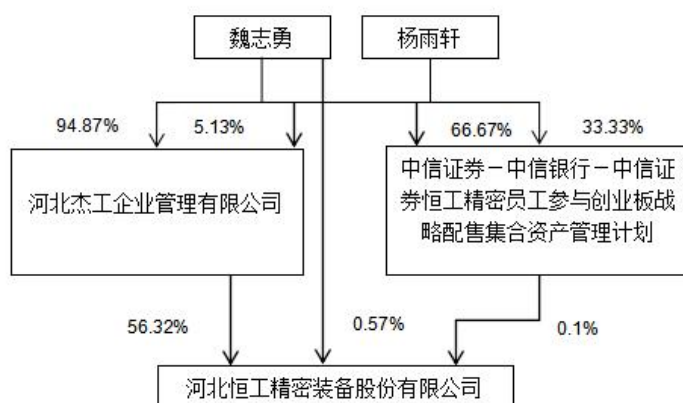 魏志勇
杨雨轩
94.87%
5.13%
66.67%
33.33%
河北杰工企业管理有限公司
中信证券－中信银行－中信证
券恒工精密员工参与创业板战
略配售集合资产管理计划
56.32%
0.57%
0.1%
河北恒工精密装备股份有限公司